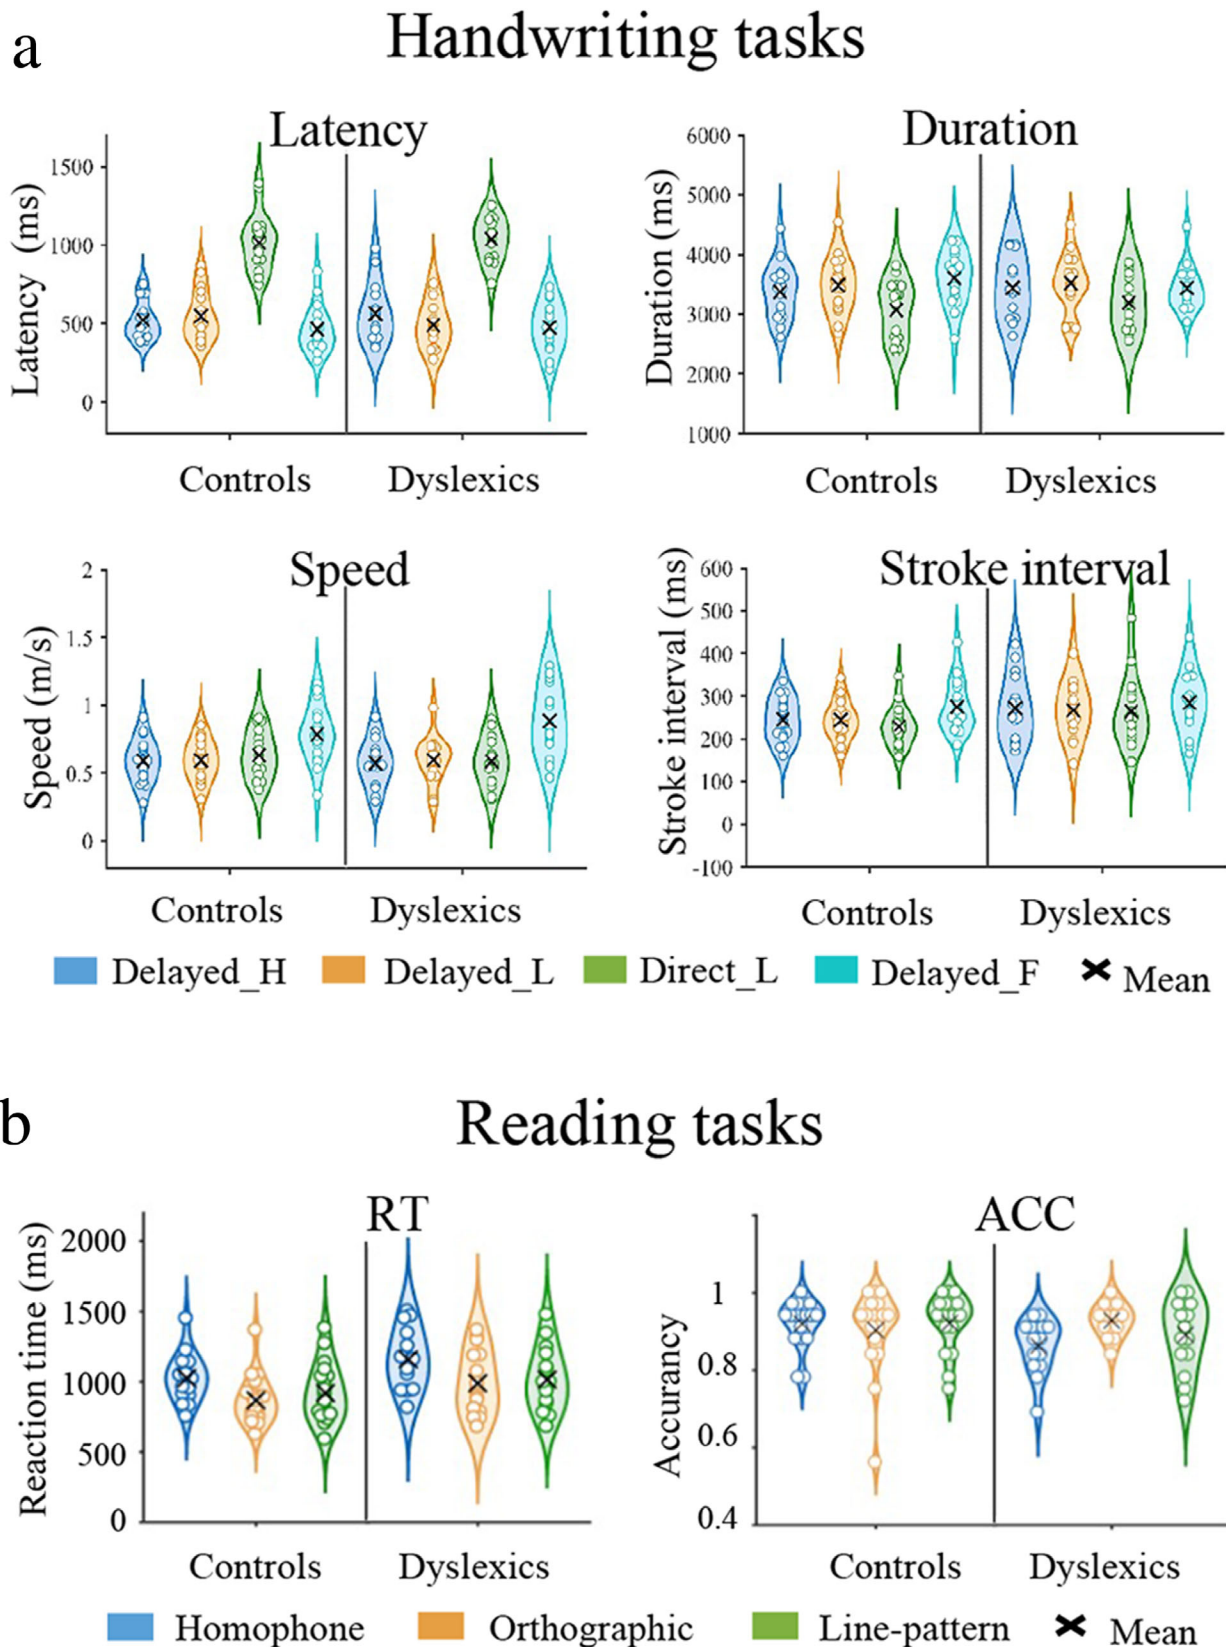 a
Handwriting tasks
Latency
Latency (ms)
1500
1000
500
0
Controls Dyslexics
Duration
Duration (ms)
6000
5000
4000
3000
2000
1000
Controls Dyslexics
Speed
Speed (m/s)
2
1.5
1
0.5
0
Controls Dyslexics
Stroke interval
Stroke interval (ms)
600
500
400
300
200
100
0
-100
Controls Dyslexics
Delayed_H Delayed_L Direct_L Delayed_F Mean
b
Reading tasks
RT
Reaction time (ms)
2000
1500
1000
500
0
Controls Dyslexics
ACC
Accurancy
1
0.8
0.6
0.4
Controls Dyslexics
Homophone Orthographic Line-pattern Mean